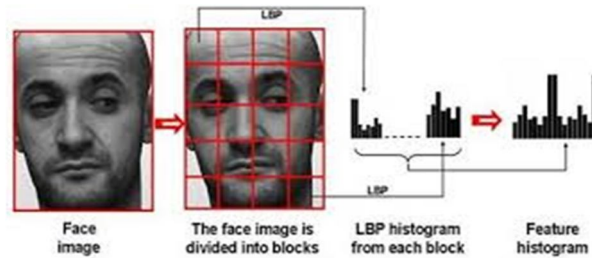 LBP
LBP
Face
image
The face image is
divided into blocks
LBP histogram
from each block
Feature
histogram